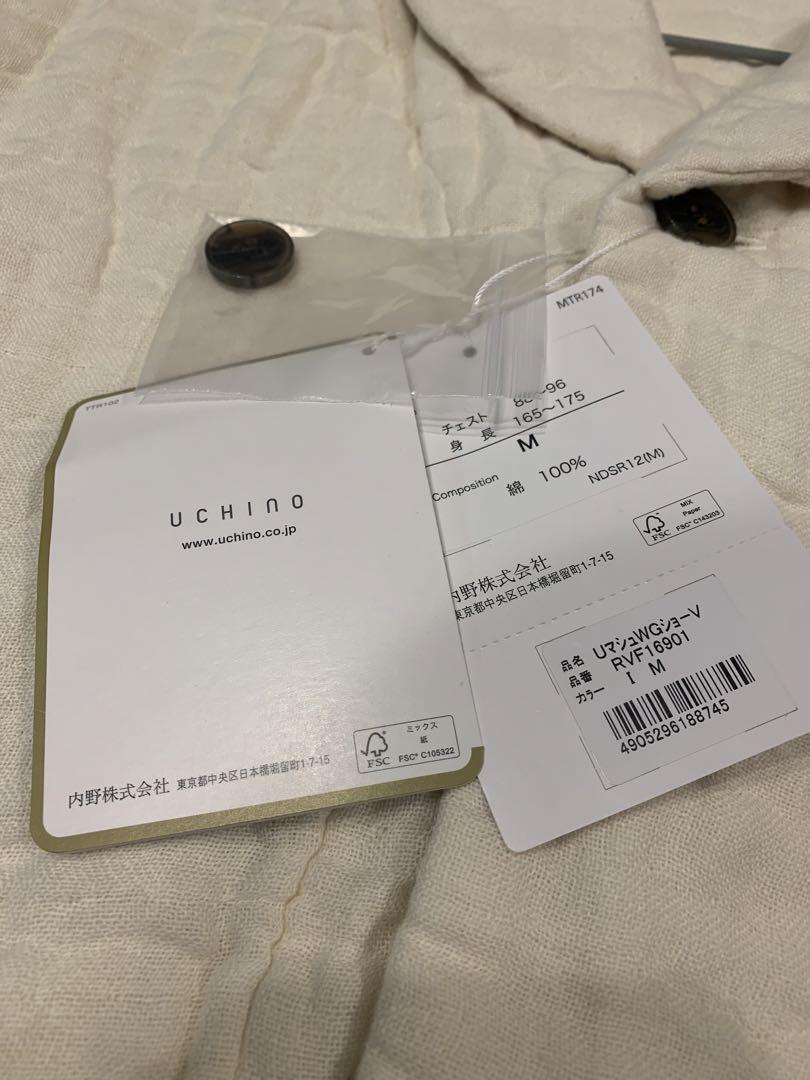 TTR102
UCHINO
www.uchino.co.jp
内野株式会社 東京都中央区日本橋堀留町1-7-15
FSC
ミックス
紙
FSC® C105322
MTR174
チェスト
身 長 165~175
M
Composition 綿 100%
NDSR12(M)
FSC
MIX
Paper
FSC® C143203
内野株式会社
東京都中央区日本橋堀留町1-7-15
品名 UマシュWGショーV
品番 RVF16901
カラー I M
4905296188745